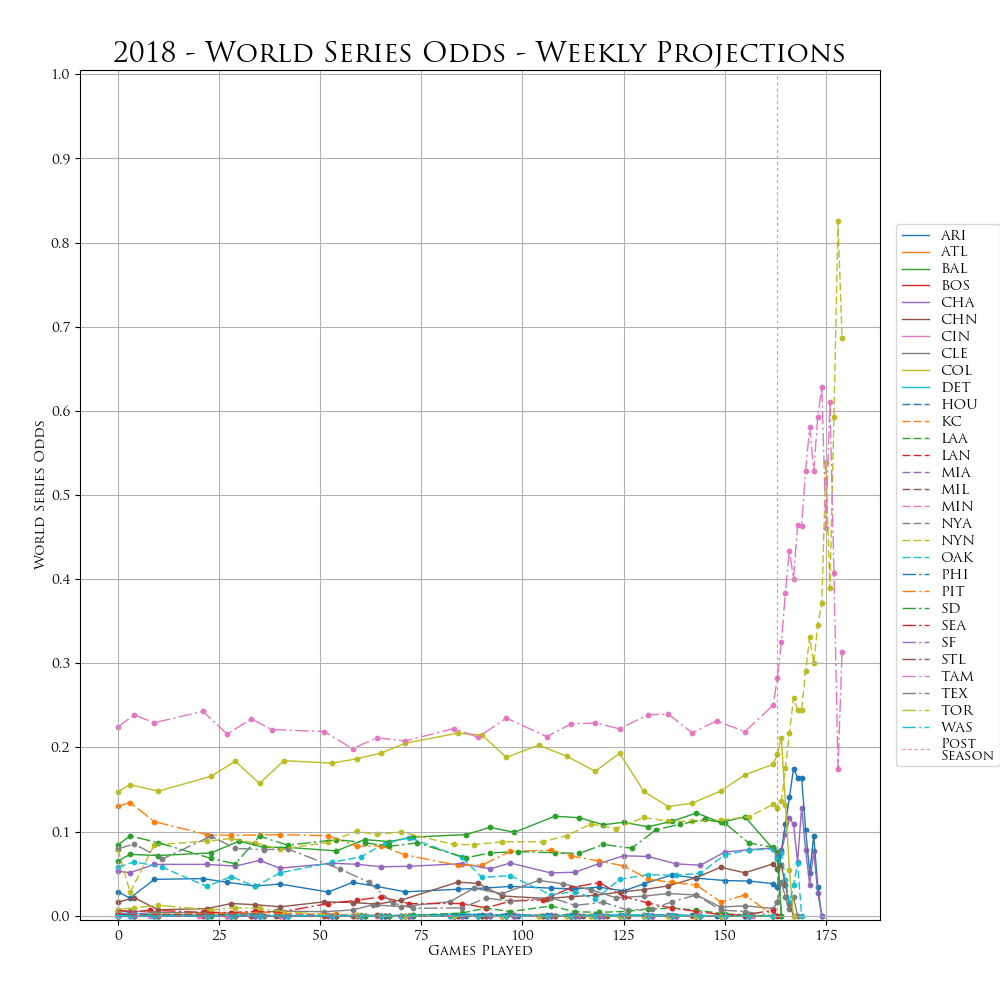 2018 - World Series Odds - Weekly Projections
1.0
0.9
0.8
0.7
0.6
0.5
0.4
0.3
0.2
0.1
0.0
World Series Odds
0 25 50 75 100 125 150 175
Games Played
ARI
ATL
BAL
BOS
CHA
CHN
CIN
CLE
COL
DET
HOU
KC
LAA
LAN
MIA
MIL
MIN
NYA
NYN
OAK
PHI
PIT
SD
SEA
SF
STL
TAM
TEX
TOR
WAS
Post
Season